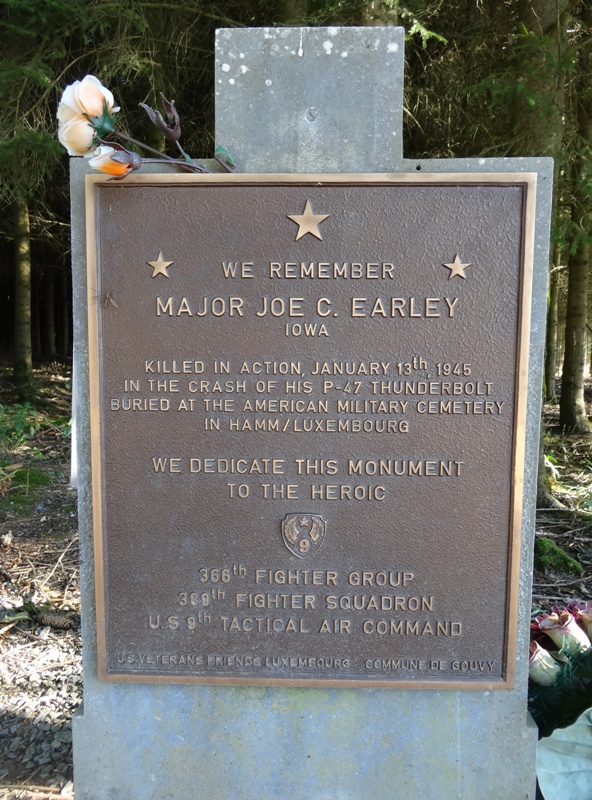 WE REMEMBER
MAJOR JOE C. EARLEY
IOWA
KILLED IN ACTION, JANUARY 13th, 1945
IN THE CRASH OF HIS P-47 THUNDERBOLT
BURIED AT THE AMERICAN MILITARY CEMETERY
IN HAMM/LUXEMBOURG
WE DEDICATE THIS MONUMENT
TO THE HEROIC
9
366th FIGHTER GROUP
389th FIGHTER SQUADRON
U.S 9th TACTICAL AIR COMMAND
US VETERANS FRIENDS LUXEMBOURG COMMUNE DE GOUVY